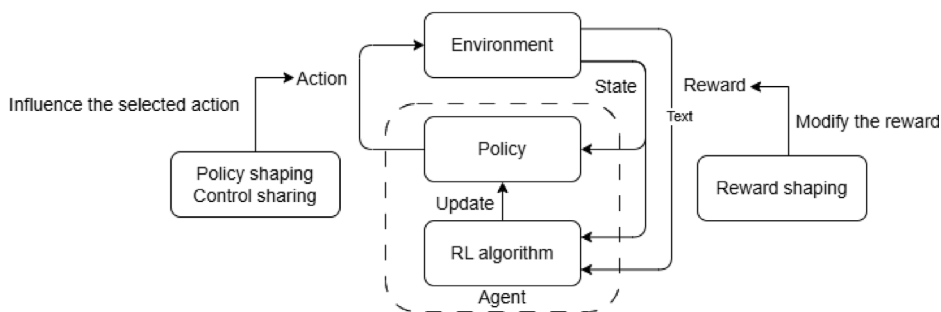 Environment
Action
State
Reward
Influence the selected action
Text
Modify the reward
Policy
Policy shaping
Control sharing
Reward shaping
Update
RL algorithm
Agent